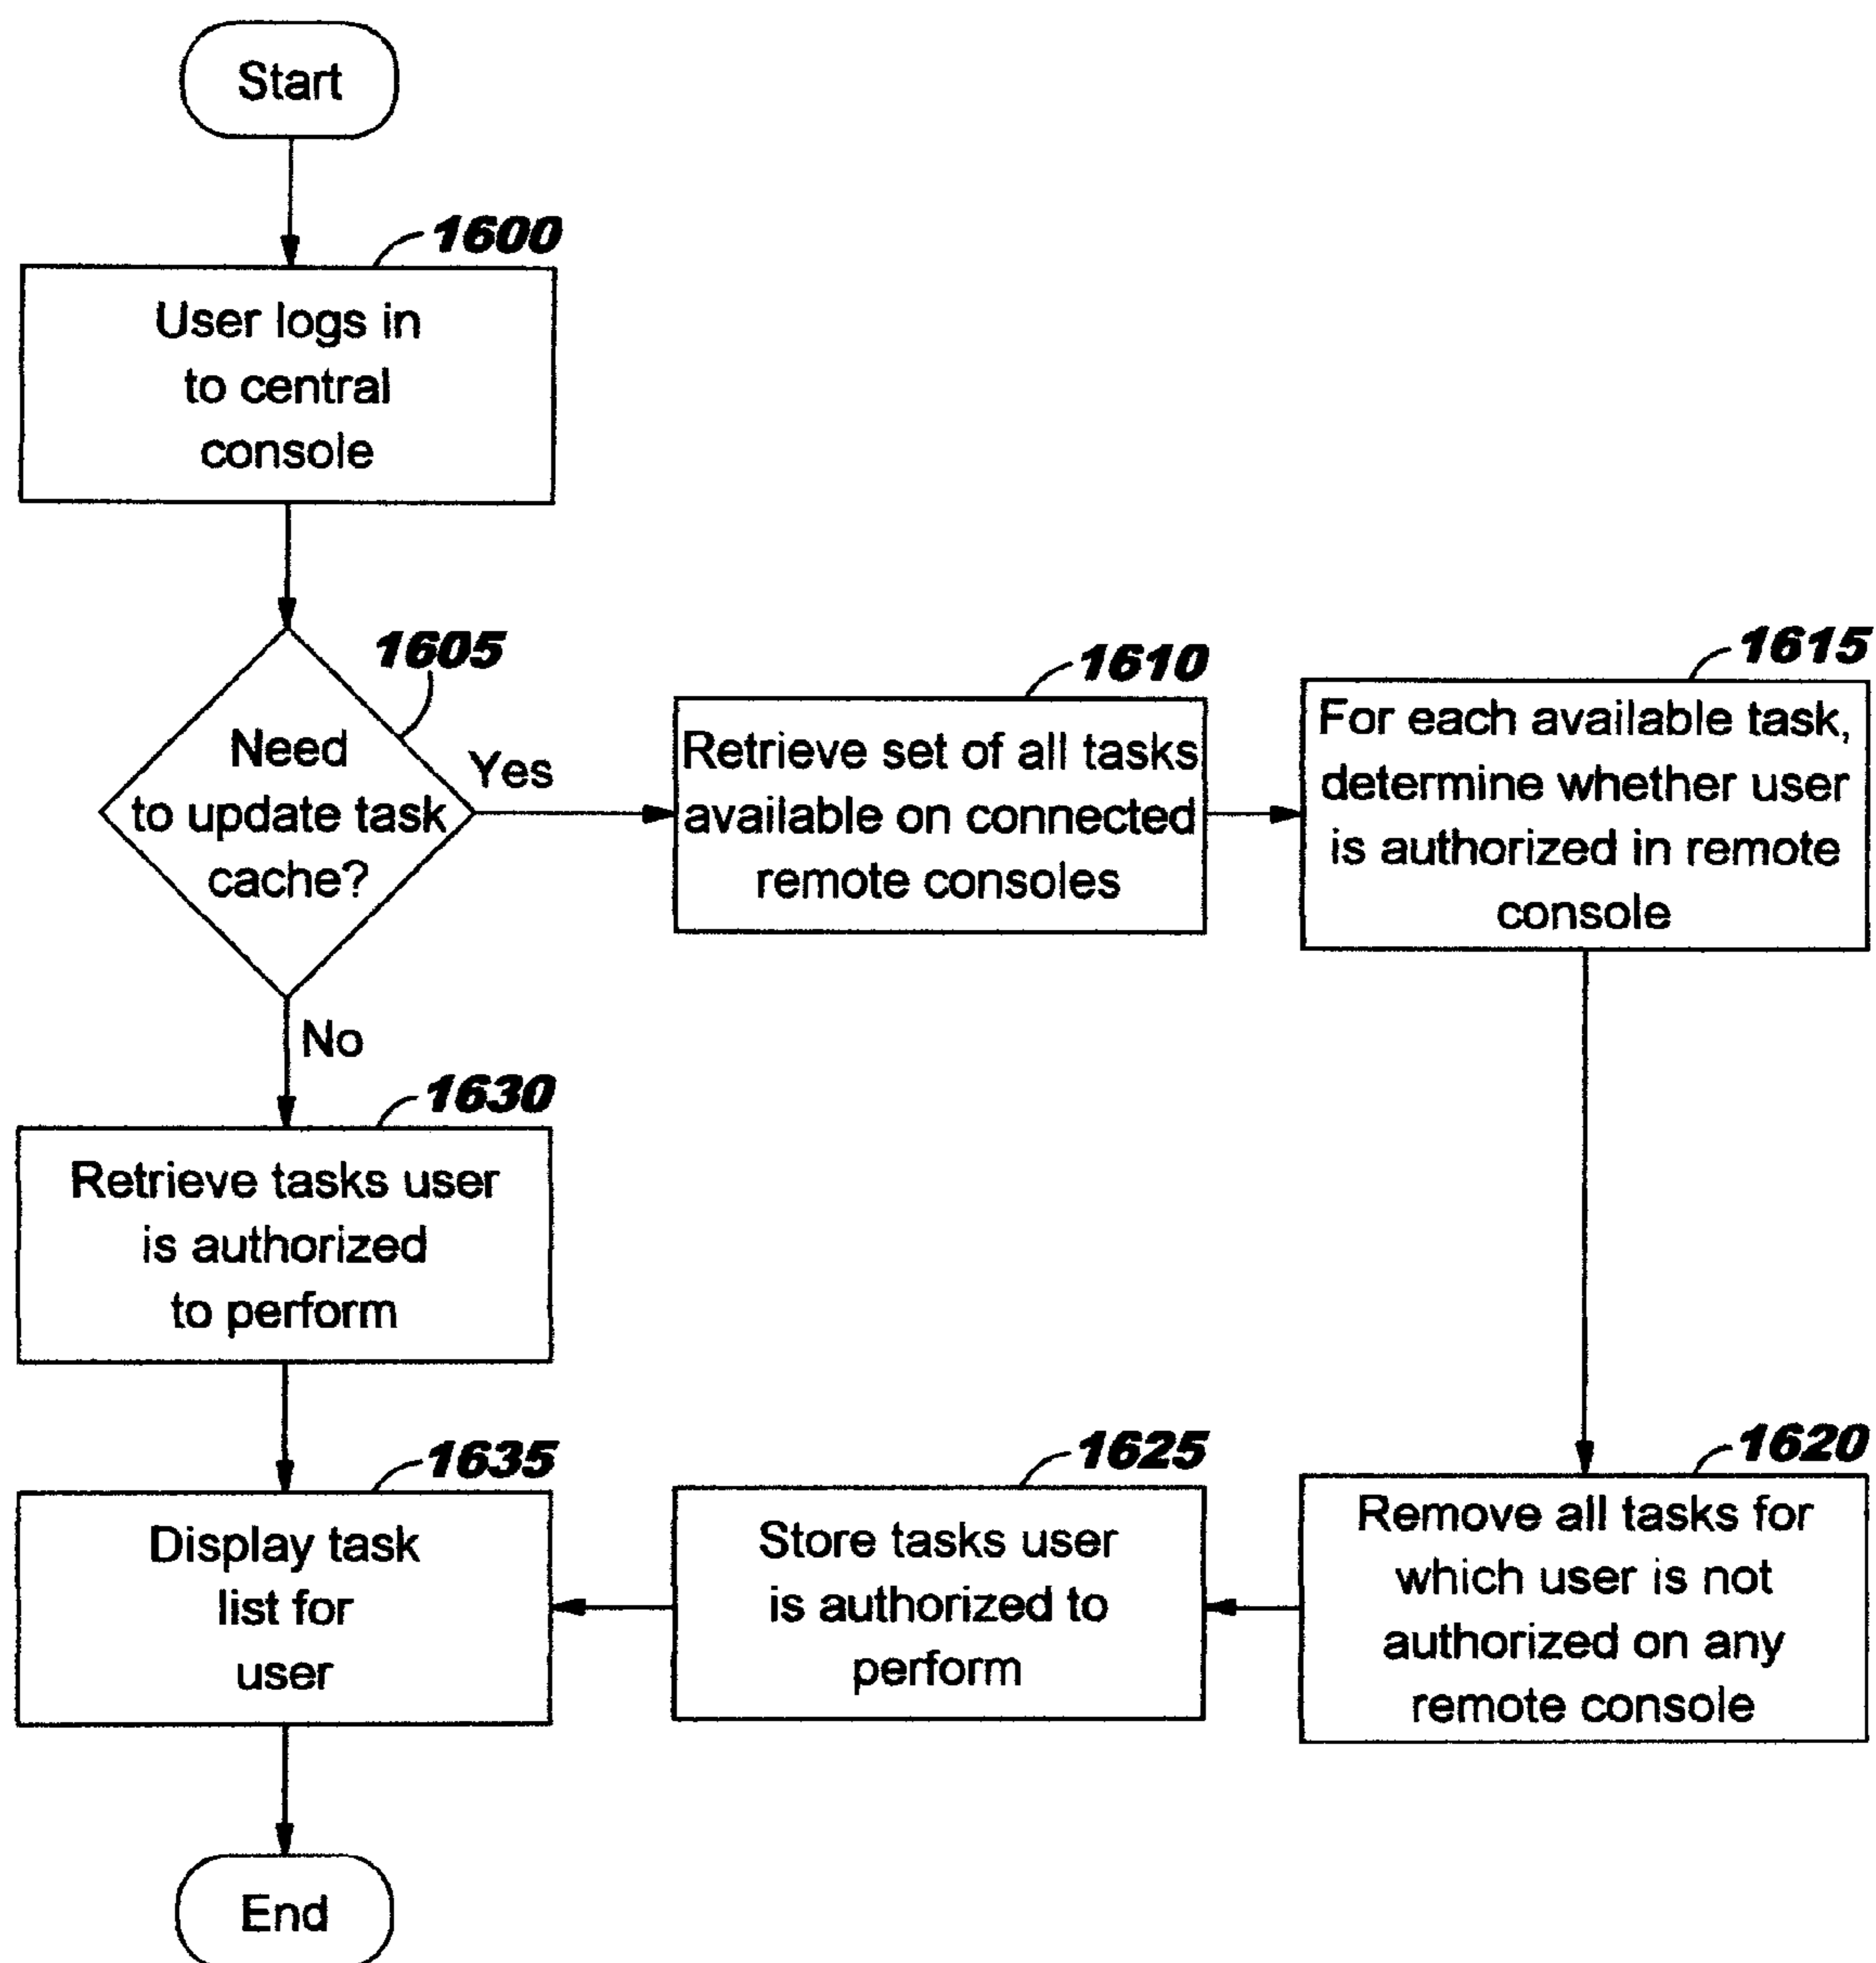 Start
1600
User logs in
to central
console
1605
Need
to update task
cache?
Yes
No
1610
Retrieve set of all tasks
available on connected
remote consoles
1615
For each available task,
determine whether user
is authorized in remote
console
1630
Retrieve tasks user
is authorized
to perform
1635
Display task
list for
user
1625
Store tasks user
is authorized to
perform
1620
Remove all tasks for
which user is not
authorized on any
remote console
End